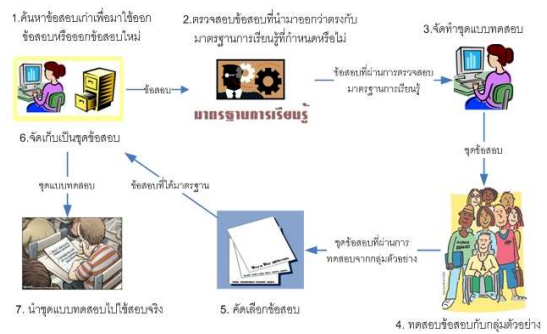 1.ค้นหาข้อสอบเก่าเพื่อมาใช้ออก
ข้อสอบหรือออกข้อสอบใหม่
2.ตรวจสอบข้อสอบที่นำมาออกว่าตรงกับ
มาตรฐานการเรียนรู้ที่กำหนดหรือไม่
3.จัดทำชุดแบบทดสอบ
ข้อสอบ
ข้อสอบที่ผ่านการตรวจสอบ
มาตรฐานการเรียนรู้
มาตรฐานการเรียนรู้
6.จัดเก็บเป็นชุดข้อสอบ
ชุดข้อสอบ
ชุดแบบทดสอบ
ข้อสอบที่ได้มาตรฐาน
ชุดข้อสอบที่ผ่านการ
ทดสอบจากกลุ่มตัวอย่าง
7. นำชุดแบบทดสอบไปใช้สอบจริง
5. คัดเลือกข้อสอบ
4. ทดสอบข้อสอบกับกลุ่มตัวอย่าง